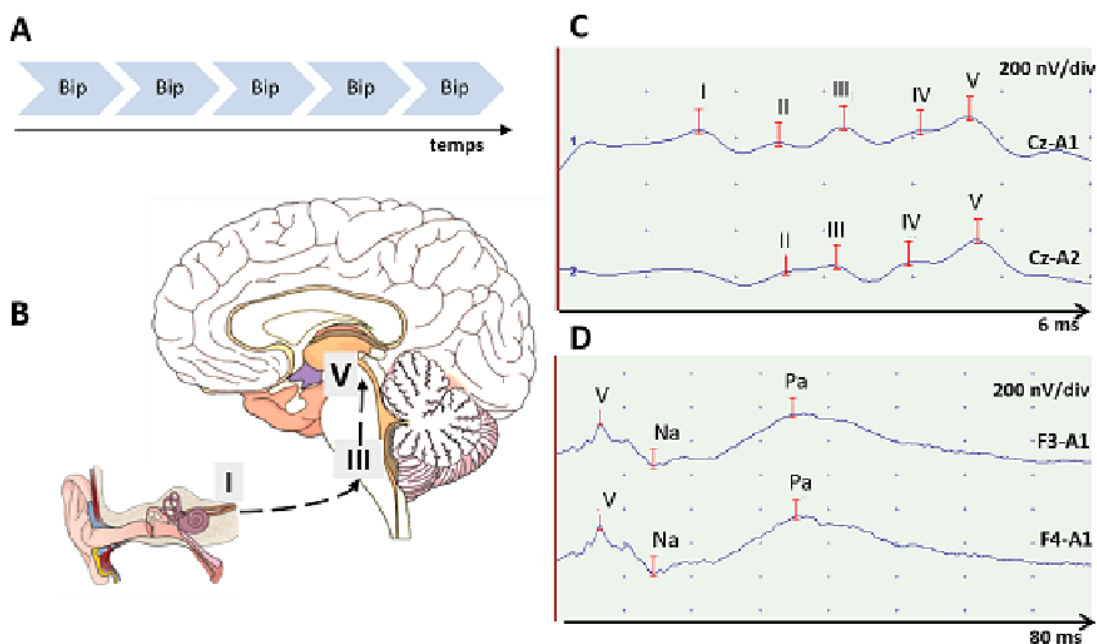 A
Bip Bip Bip Bip Bip
temps
B
V
III
I
C
200 nV/div
I II III IV V
1
Cz-A1
II III IV V
2
Cz-A2
6 ms
D
200 nV/div
V Na Pa
F3-A1
V Na Pa
F4-A1
80 ms